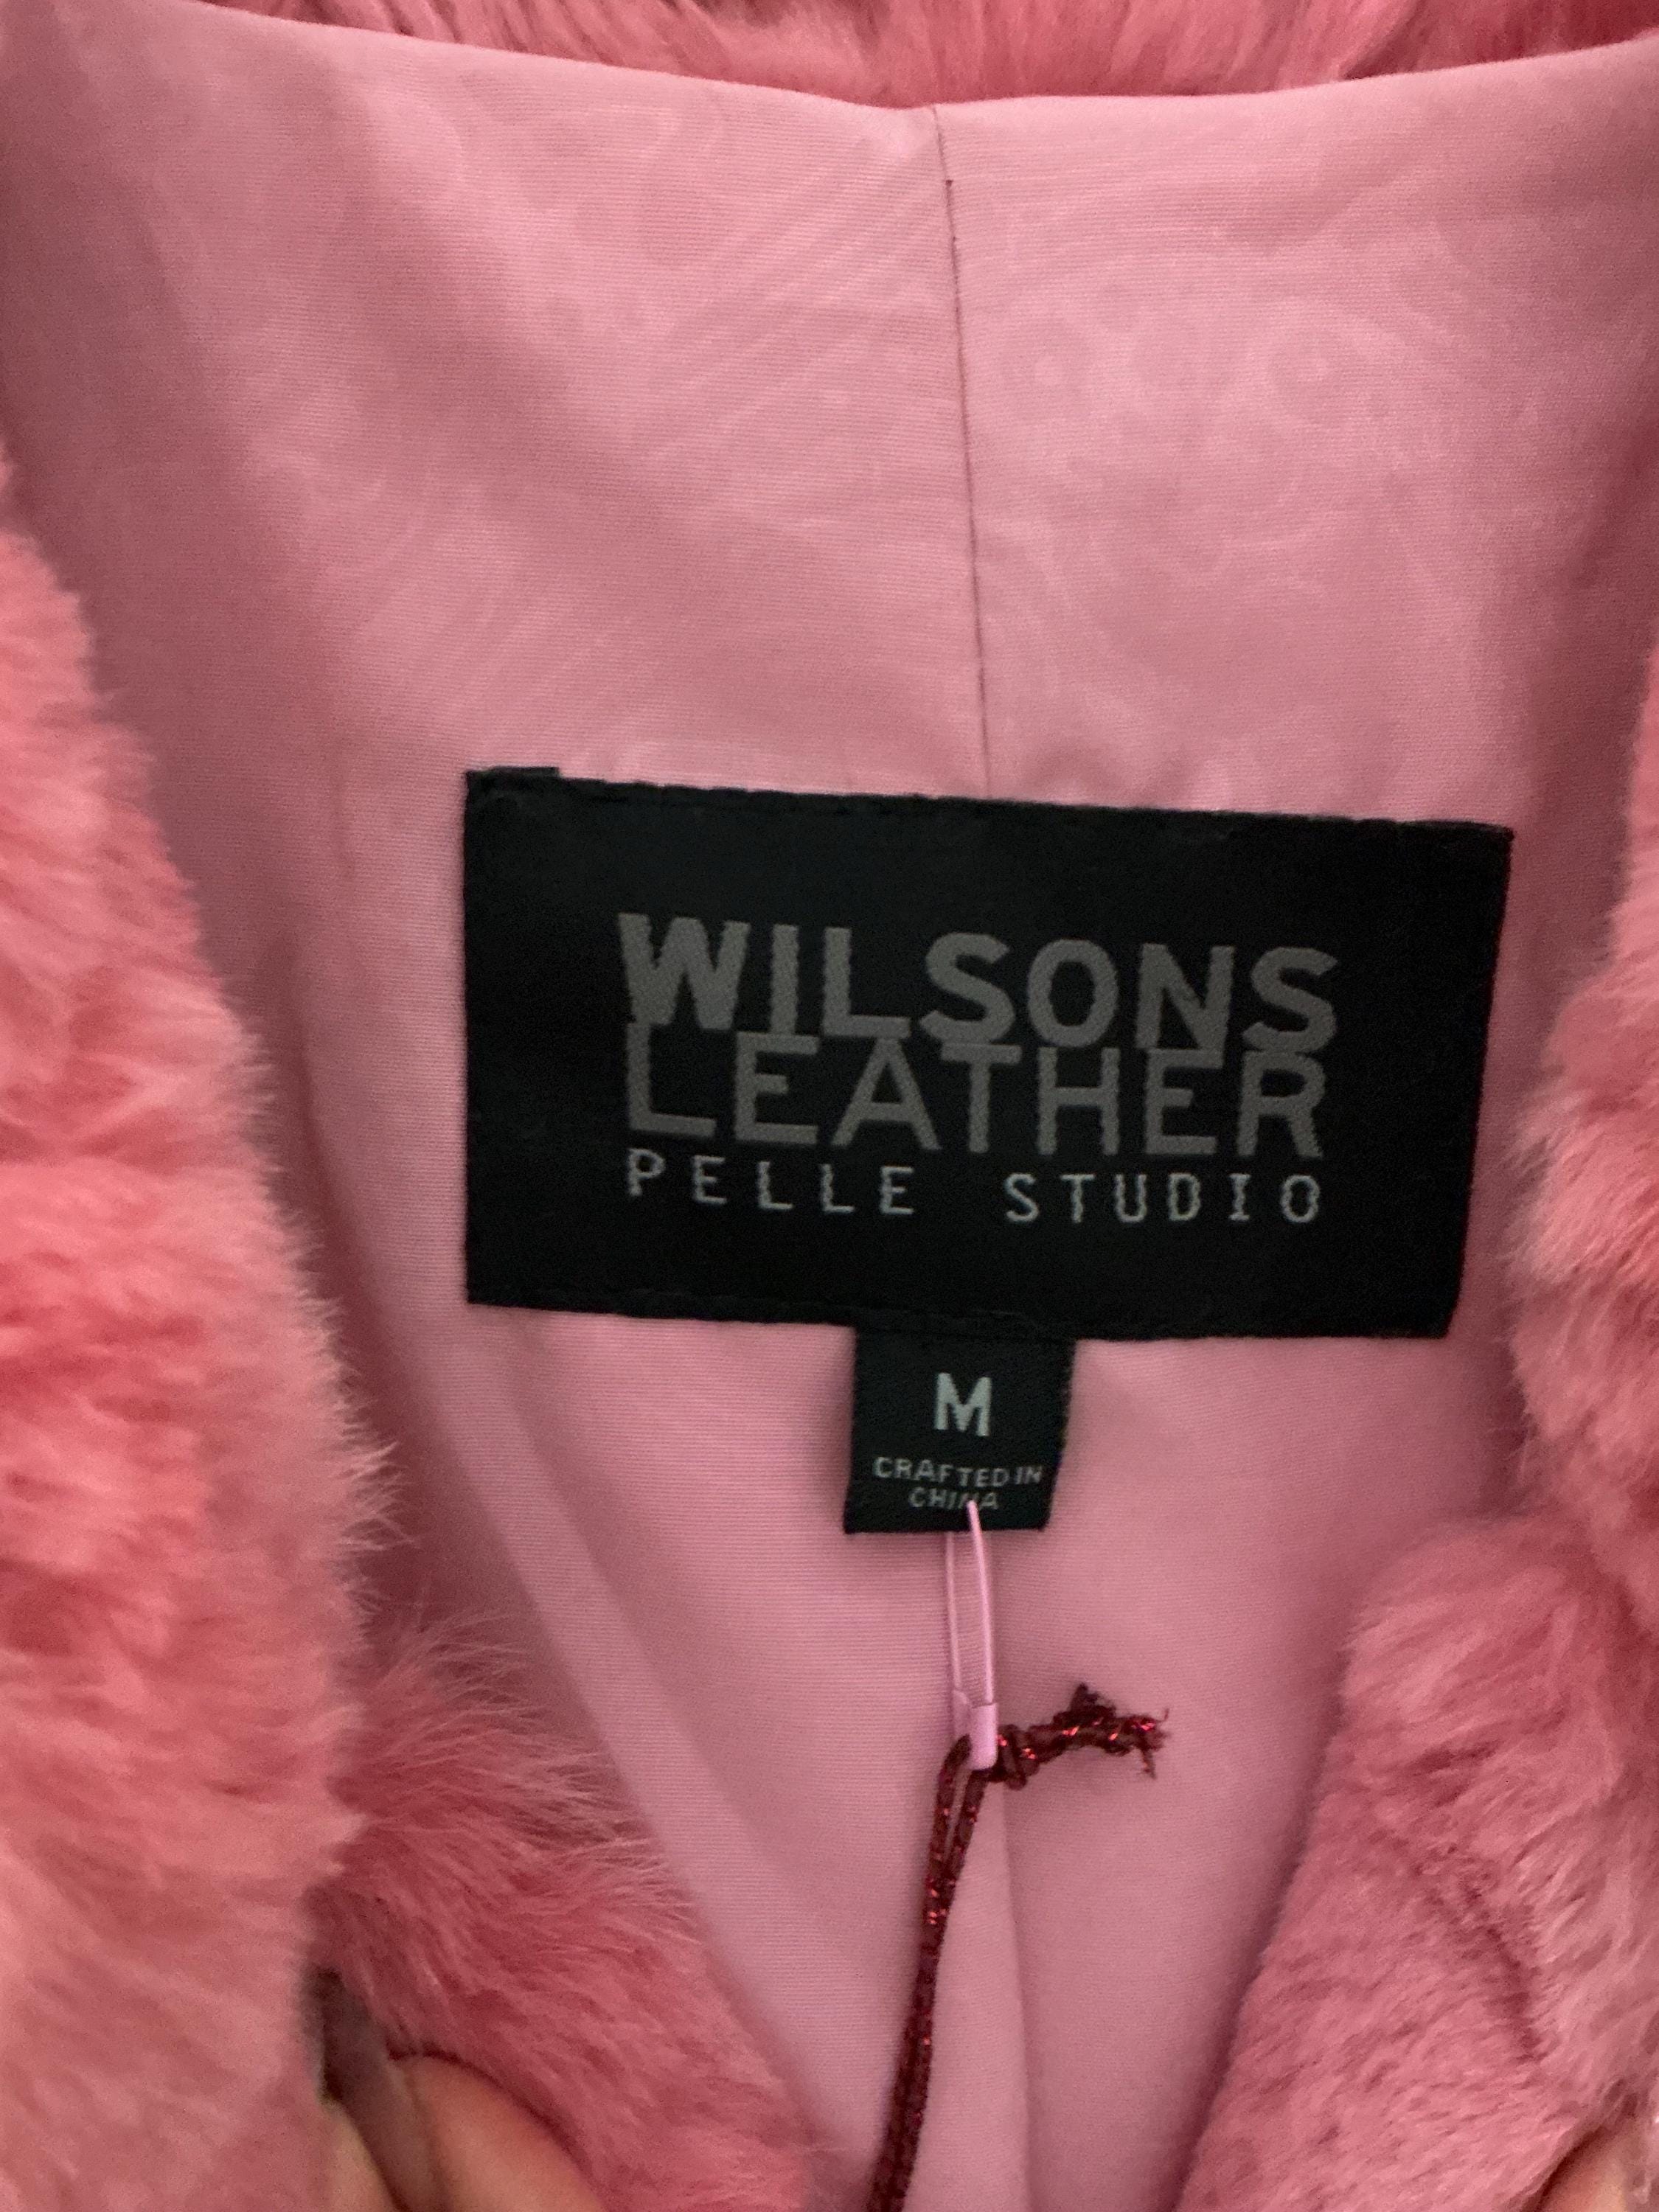 WILSONS
LEATHER
PELLE STUDIO
M
CRAFTED IN
CHINA